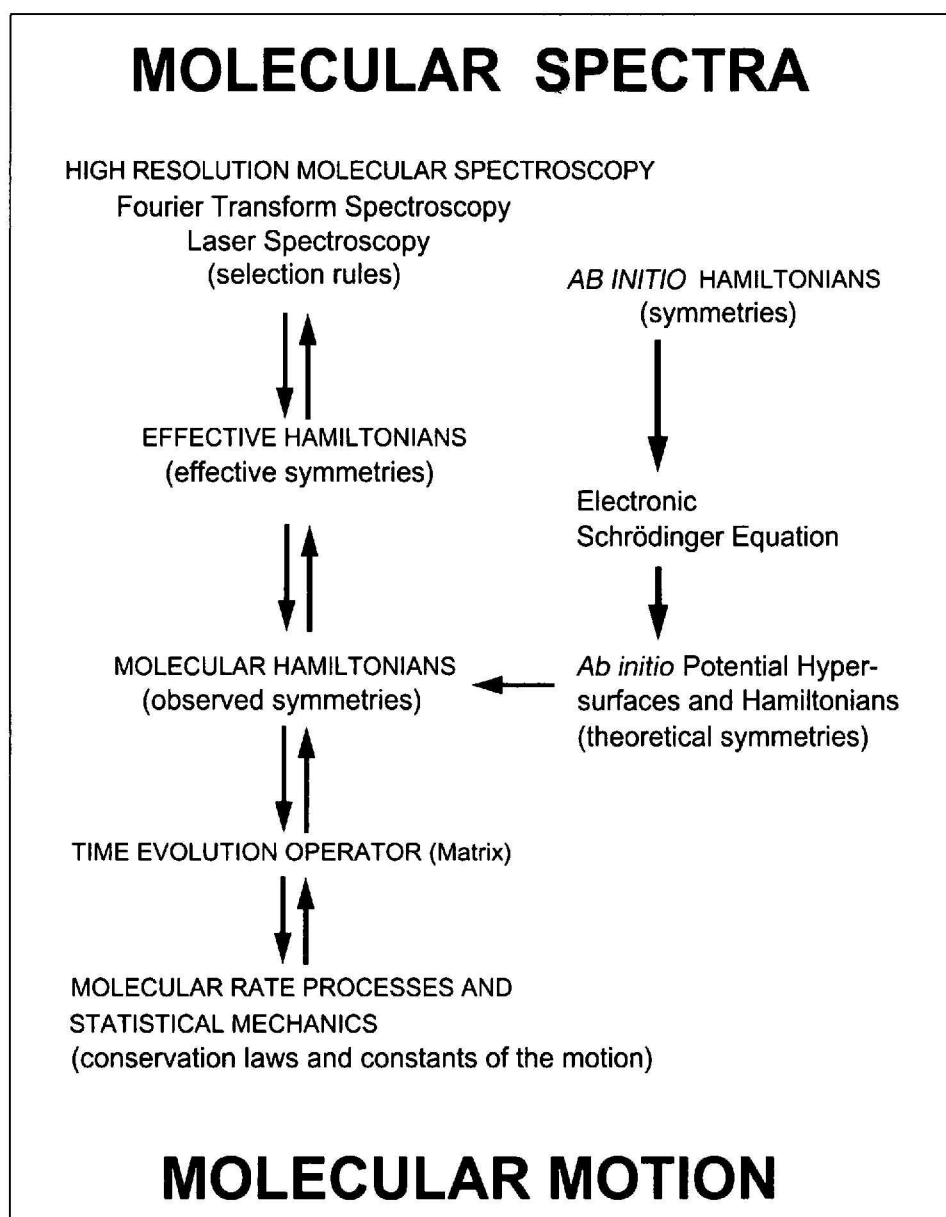 MOLECULAR SPECTRA
HIGH RESOLUTION MOLECULAR SPECTROSCOPY
Fourier Transform Spectroscopy
Laser Spectroscopy
(selection rules)
AB INITIO HAMILTONIANS
(symmetries)
EFFECTIVE HAMILTONIANS
(effective symmetries)
Electronic
Schrödinger Equation
MOLECULAR HAMILTONIANS
(observed symmetries)
Ab initio Potential Hyper-
surfaces and Hamiltonians
(theoretical symmetries)
TIME EVOLUTION OPERATOR (Matrix)
MOLECULAR RATE PROCESSES AND
STATISTICAL MECHANICS
(conservation laws and constants of the motion)
MOLECULAR MOTION